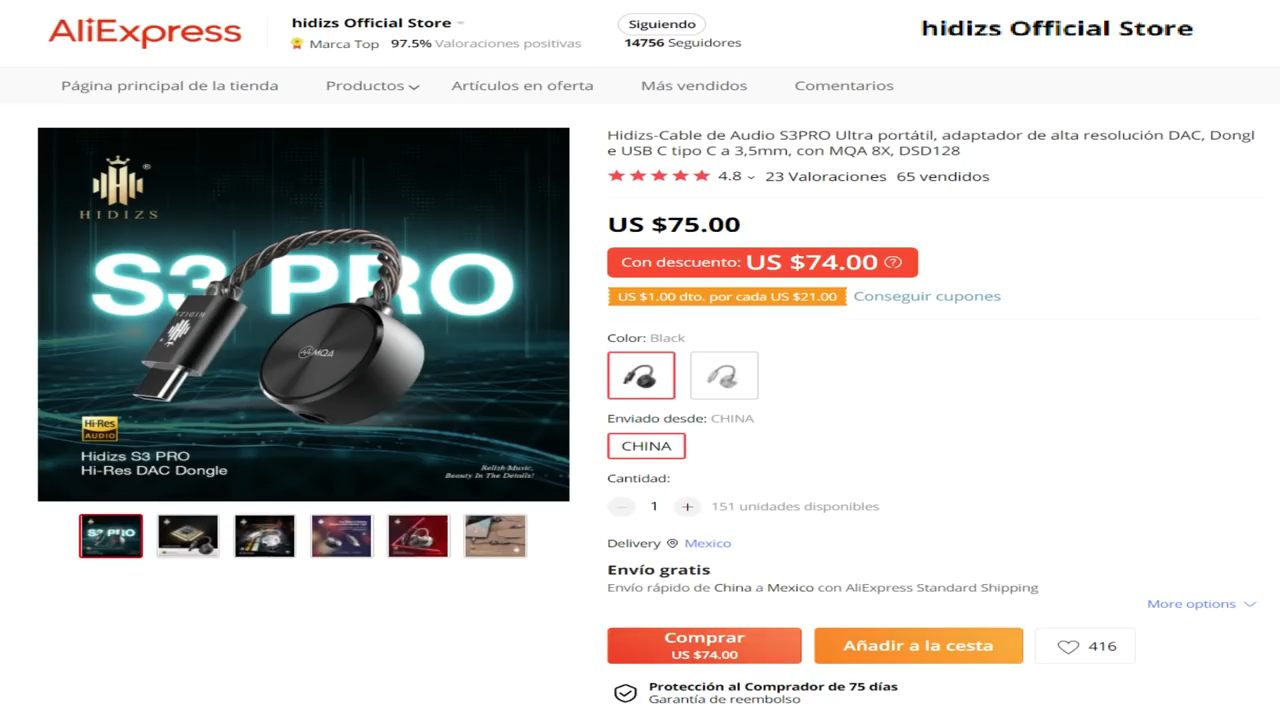 AliExpress
hidizs Official Store
Marca Top 97.5% Valoraciones positivas
Siguiendo
14756 Seguidores
hidizs Official Store
Página principal de la tienda
Productos
Artículos en oferta
Más vendidos
Comentarios
HIDIZS
®
S3 PRO
HIDIZS
MQA
Hi-Res
AUDIO
Hidizs S3 PRO
Hi-Res DAC Dongle
Relish Music,
Beauty In The Details!
S3 PRO
Hidizs-Cable de Audio S3PRO Ultra portátil, adaptador de alta resolución DAC, Dongl
e USB C tipo C a 3,5mm, con MQA 8X, DSD128
4.8 23 Valoraciones 65 vendidos
US $75.00
Con descuento: US $74.00
US $1.00 dto. por cada US $21.00 Conseguir cupones
Color: Black
Enviado desde: CHINA
CHINA
Cantidad:
− 1 + 151 unidades disponibles
Delivery Mexico
Envío gratis
Envío rápido de China a Mexico con AliExpress Standard Shipping
More options
Comprar
US $74.00
Añadir a la cesta
416
Protección al Comprador de 75 días
Garantía de reembolso